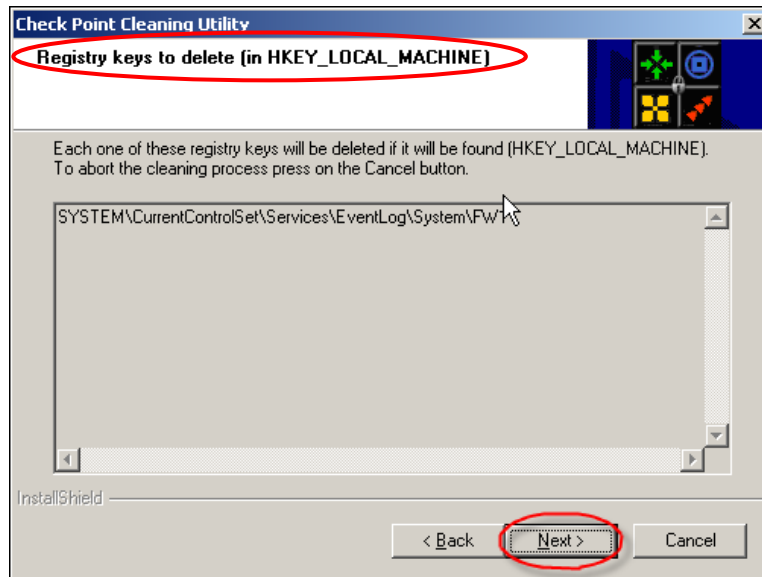 Check Point Cleaning Utility
Registry keys to delete (in HKEY_LOCAL_MACHINE)
Each one of these registry keys will be deleted if it will be found (HKEY_LOCAL_MACHINE).
To abort the cleaning process press on the Cancel button.
SYSTEM\CurrentControlSet\Services\EventLog\System\FW1
InstallShield
< Back Next > Cancel